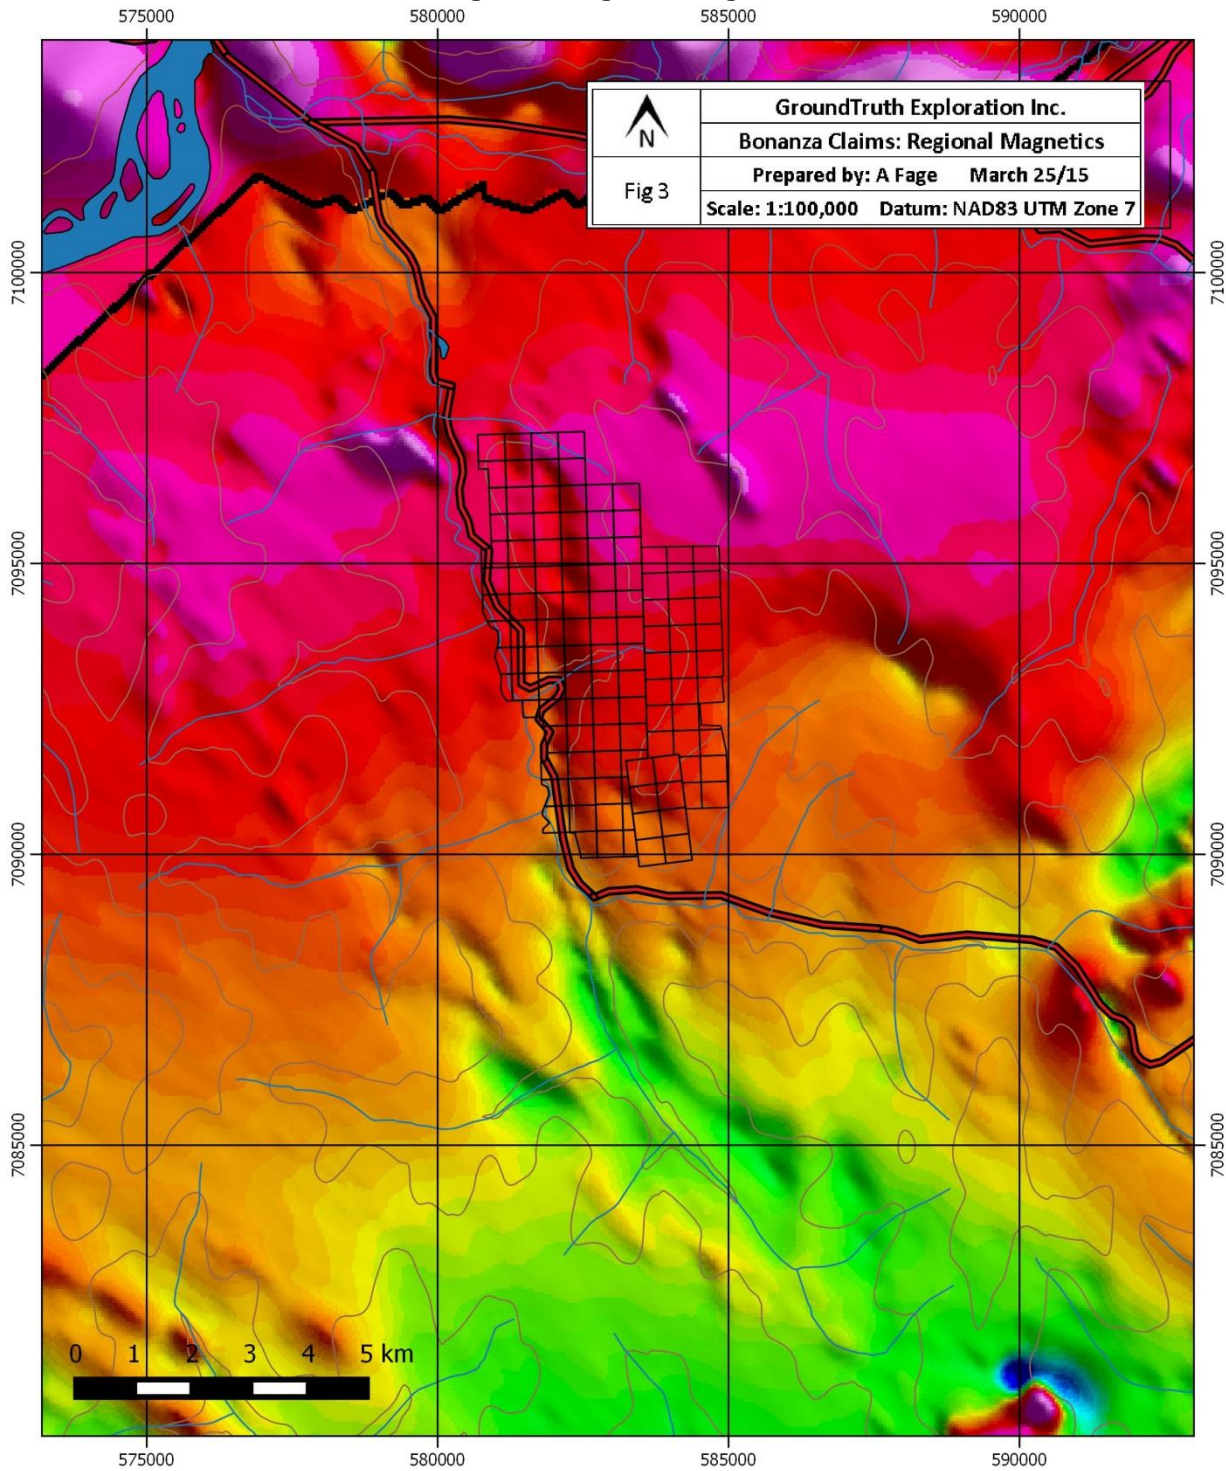 575000 580000 585000 590000
GroundTruth Exploration Inc.
N
Bonanza Claims: Regional Magnetics
Fig 3
Prepared by: A Fage March 25/15
Scale: 1:100,000 Datum: NAD83 UTM Zone 7
7100000 7100000
7095000 7095000
7090000 7090000
7085000 7085000
0 1 2 3 4 5 km
575000 580000 585000 590000